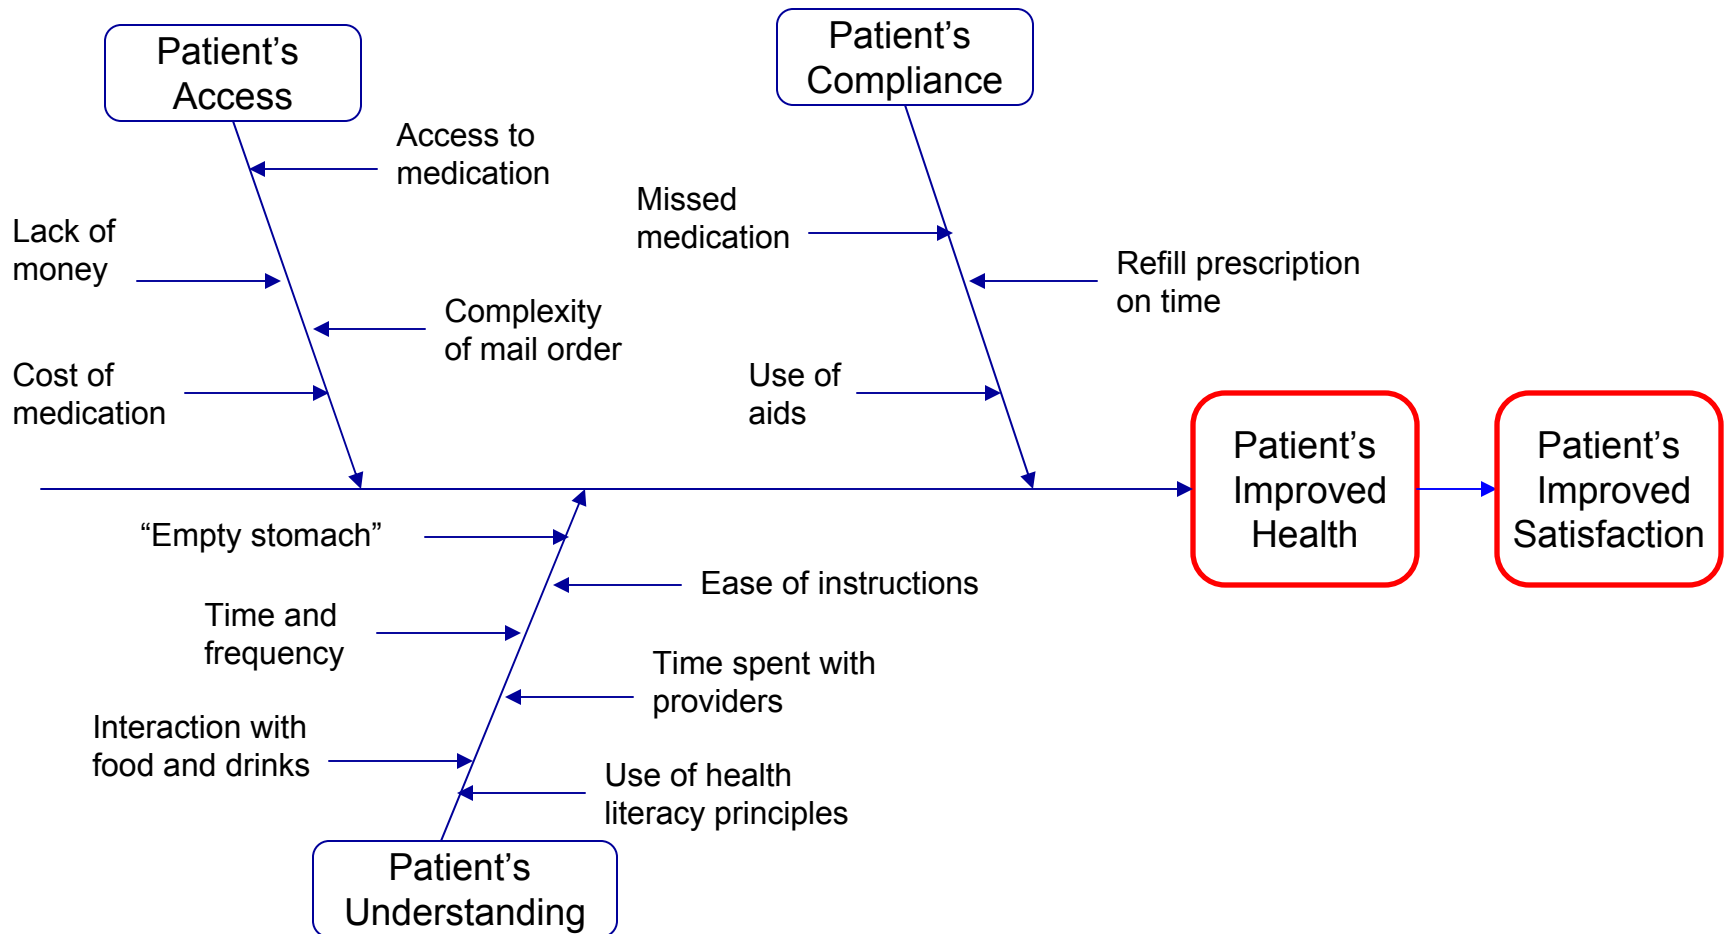 Patient’s
Access
Patient’s
Compliance
Access to
medication
Missed
medication
Lack of
money
Refill prescription
on time
Complexity
of mail order
Cost of
medication
Use of
aids
Patient’s
Improved
Health
Patient’s
Improved
Satisfaction
“Empty stomach”
Ease of instructions
Time and
frequency
Time spent with
providers
Interaction with
food and drinks
Use of health
literacy principles
Patient’s
Understanding